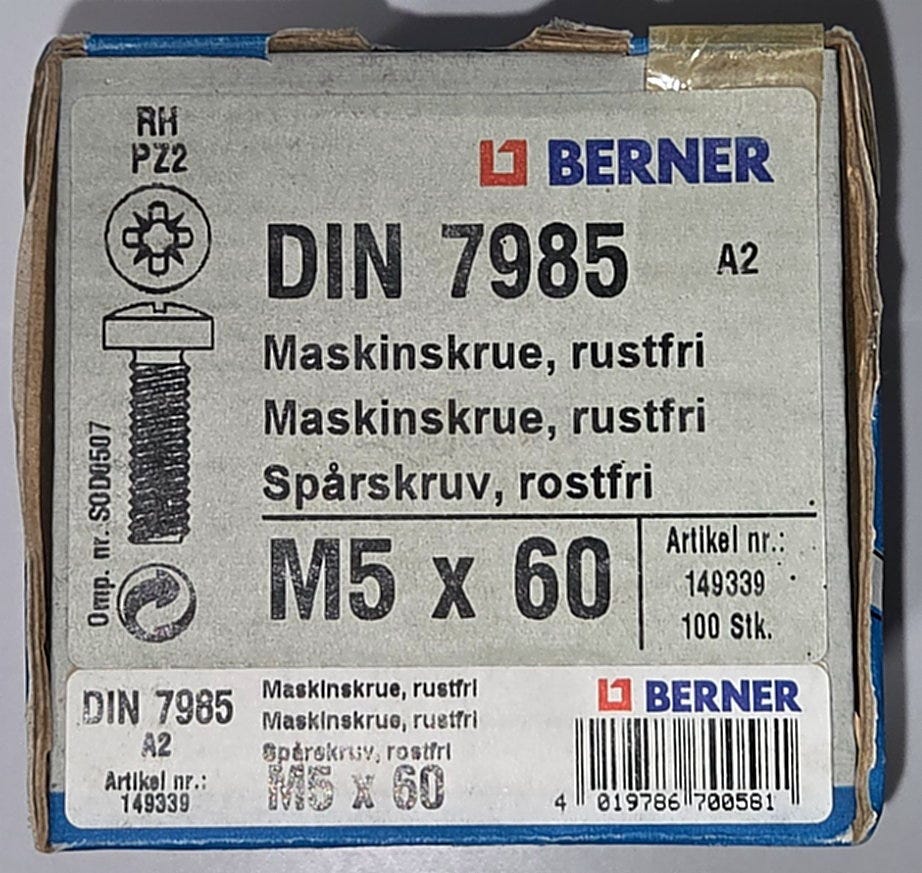 RH
PZ2
BERNER
DIN 7985 A2
Maskinskrue, rustfri
Maskinskrue, rustfri
Spårskruv, rostfri
M5 x 60
Artikel nr.:
149339
100 Stk.
Omp. nr. SOD0507
DIN 7985
A2
Artikel nr.:
149339
Maskinskrue, rustfri
Maskinskrue, rustfri
Spårskruv, rostfri
M5 x 60
BERNER
4 019786 700581